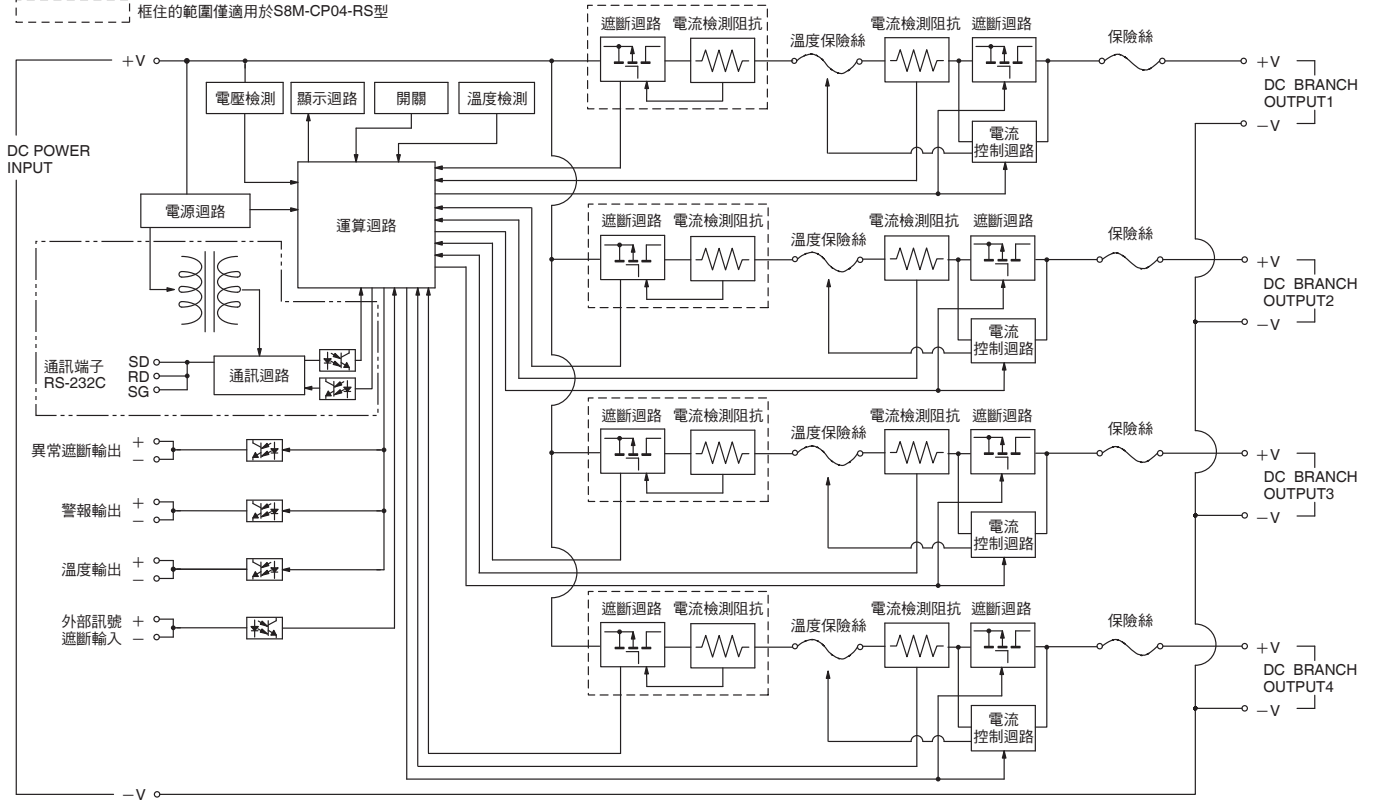 框住的範圍僅適用於S8M-CP04-RS型
遮斷迴路
電流檢測阻抗
溫度保險絲
電流檢測阻抗
遮斷迴路
保險絲
+V
+V
DC BRANCH
OUTPUT1
−V
電壓檢測
顯示迴路
開關
溫度檢測
電流
控制迴路
DC POWER
INPUT
電源迴路
運算迴路
遮斷迴路
電流檢測阻抗
溫度保險絲
電流檢測阻抗
遮斷迴路
保險絲
+V
DC BRANCH
OUTPUT2
−V
電流
控制迴路
通訊端子
RS-232C
SD
RD
SG
通訊迴路
遮斷迴路
電流檢測阻抗
溫度保險絲
電流檢測阻抗
遮斷迴路
保險絲
+V
DC BRANCH
OUTPUT3
−V
電流
控制迴路
異常遮斷輸出
+
−
警報輸出
+
−
溫度輸出
+
−
外部訊號
遮斷輸入
+
−
遮斷迴路
電流檢測阻抗
溫度保險絲
電流檢測阻抗
遮斷迴路
保險絲
+V
DC BRANCH
OUTPUT4
−V
電流
控制迴路
−V